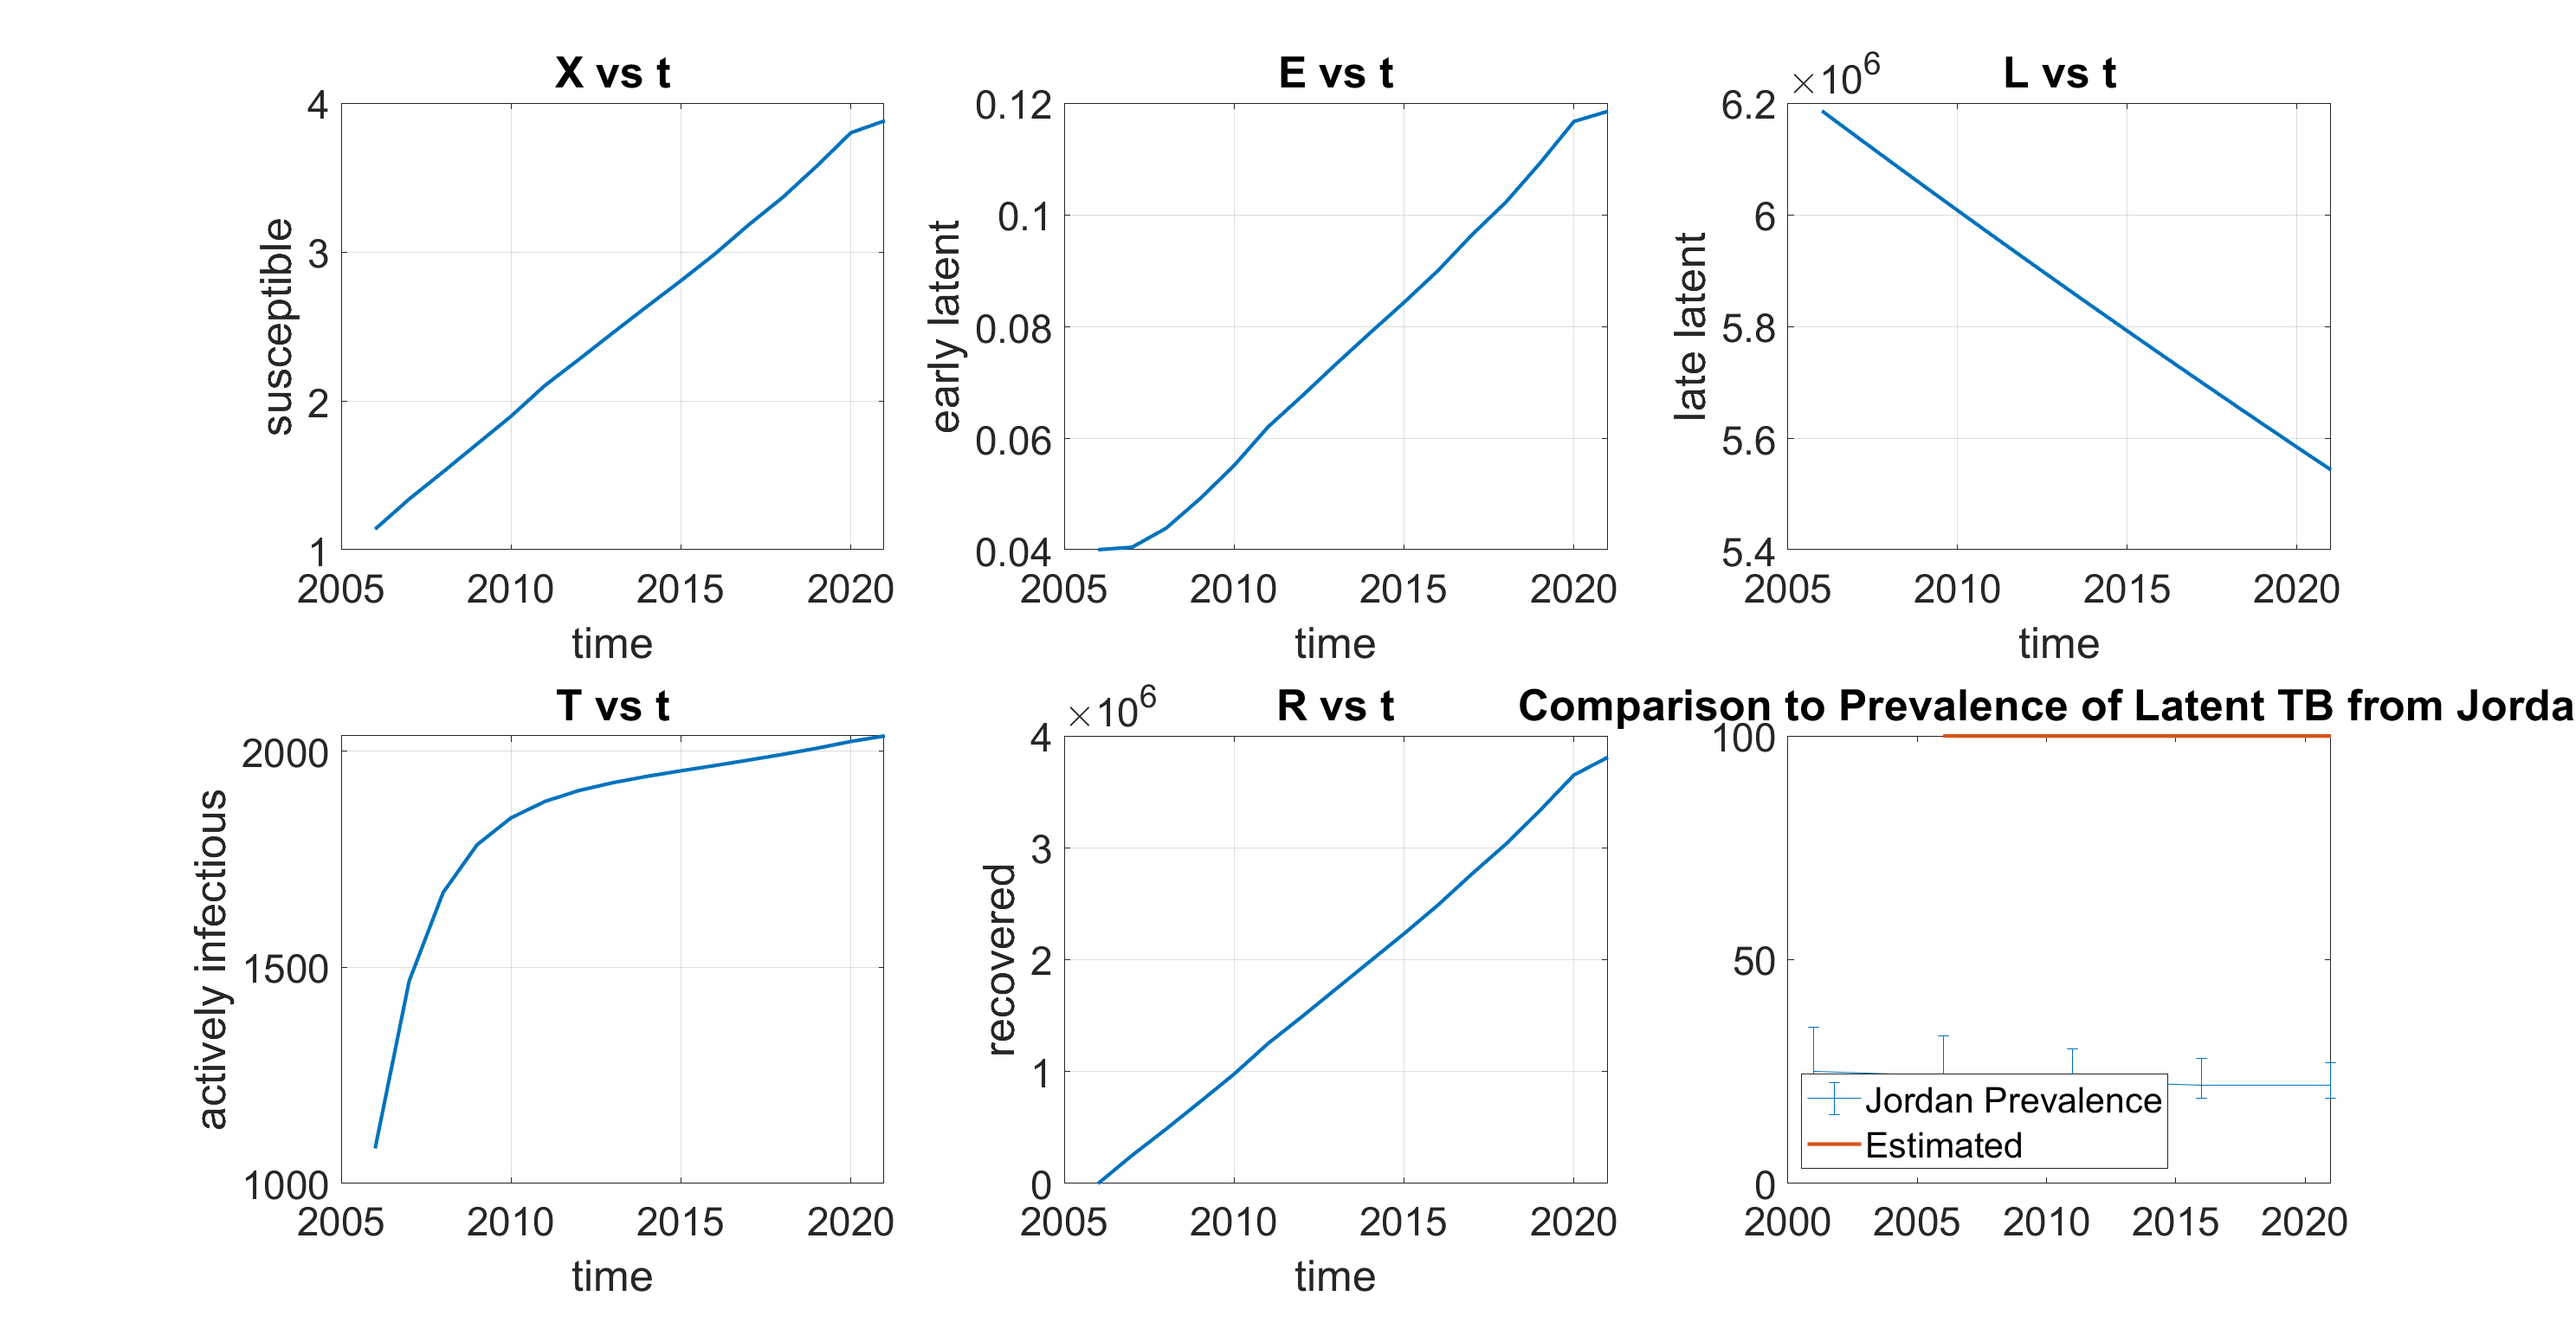 X vs t
4
3
2
1
susceptible
2005 2010 2015 2020
time
E vs t
0.12
0.1
0.08
0.06
0.04
early latent
2005 2010 2015 2020
time
L vs t
×10^6
6.2
6
5.8
5.6
5.4
late latent
2005 2010 2015 2020
time
T vs t
2000
1500
1000
actively infectious
2005 2010 2015 2020
time
R vs t
×10^6
4
3
2
1
0
recovered
2005 2010 2015 2020
time
Comparison to Prevalence of Latent TB from Jorda
100
50
0
Jordan Prevalence
Estimated
2000 2005 2010 2015 2020